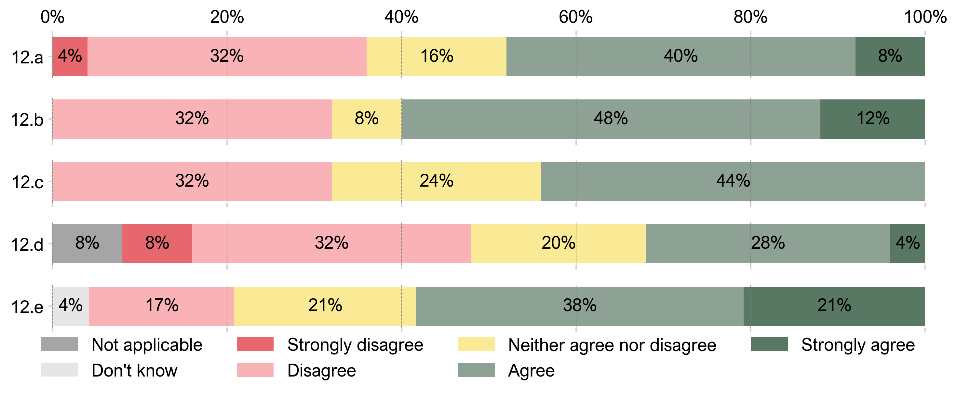 0% 20% 40% 60% 80% 100%
12.a 4% 32% 16% 40% 8%
12.b 32% 8% 48% 12%
12.c 32% 24% 44%
12.d 8% 8% 32% 20% 28% 4%
12.e 4% 17% 21% 38% 21%
Not applicable Strongly disagree Neither agree nor disagree Strongly agree
Don't know Disagree Agree